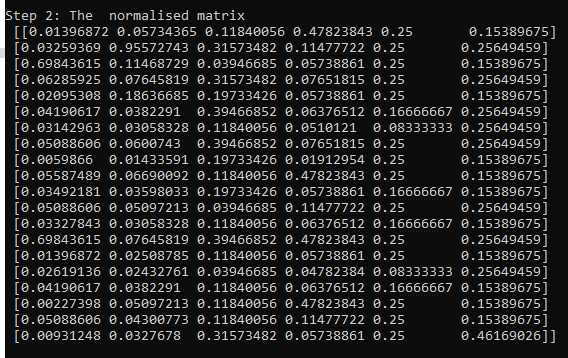 Step 2: The  normalised matrix
[[0.01396872 0.05734365 0.11840056 0.47823843 0.25       0.15389675]
[0.03259369 0.95572743 0.31573482 0.11477722 0.25       0.25649459]
[0.69843615 0.11468729 0.03946685 0.05738861 0.25       0.15389675]
[0.06285925 0.07645819 0.31573482 0.07651815 0.25       0.25649459]
[0.02095308 0.18636685 0.19733426 0.05738861 0.25       0.15389675]
[0.04190617 0.0382291  0.39466852 0.06376512 0.16666667 0.25649459]
[0.03142963 0.03058328 0.11840056 0.0510121  0.08333333 0.25649459]
[0.05088606 0.0600743  0.39466852 0.07651815 0.25       0.25649459]
[0.0059866  0.01433591 0.19733426 0.01912954 0.25       0.15389675]
[0.05587489 0.06690092 0.11840056 0.47823843 0.25       0.15389675]
[0.03492181 0.03598033 0.19733426 0.05738861 0.16666667 0.15389675]
[0.05088606 0.05097213 0.03946685 0.11477722 0.25       0.25649459]
[0.03327843 0.03058328 0.11840056 0.06376512 0.16666667 0.15389675]
[0.69843615 0.07645819 0.39466852 0.47823843 0.25       0.15389675]
[0.01396872 0.02508785 0.11840056 0.05738861 0.25       0.15389675]
[0.02619136 0.02432761 0.03946685 0.04782384 0.08333333 0.25649459]
[0.04190617 0.0382291  0.11840056 0.06376512 0.16666667 0.15389675]
[0.00227398 0.05097213 0.11840056 0.47823843 0.25       0.15389675]
[0.05088606 0.04300773 0.11840056 0.11477722 0.25       0.15389675]
[0.00931248 0.0327678  0.31573482 0.05738861 0.25       0.46169026]]